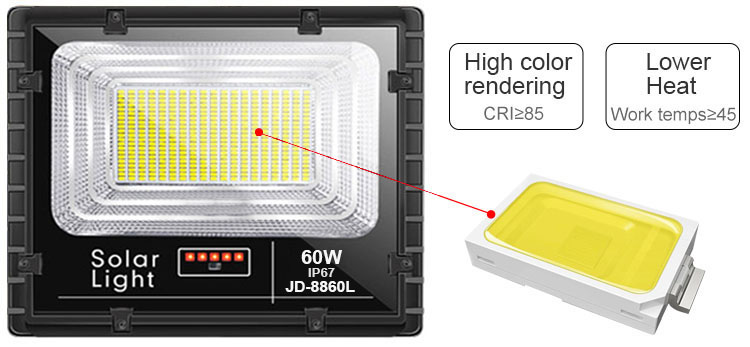 High color
rendering
CRI≥85
Lower
Heat
Work temps≥45
Solar
Light
60W
IP67
JD-8860L